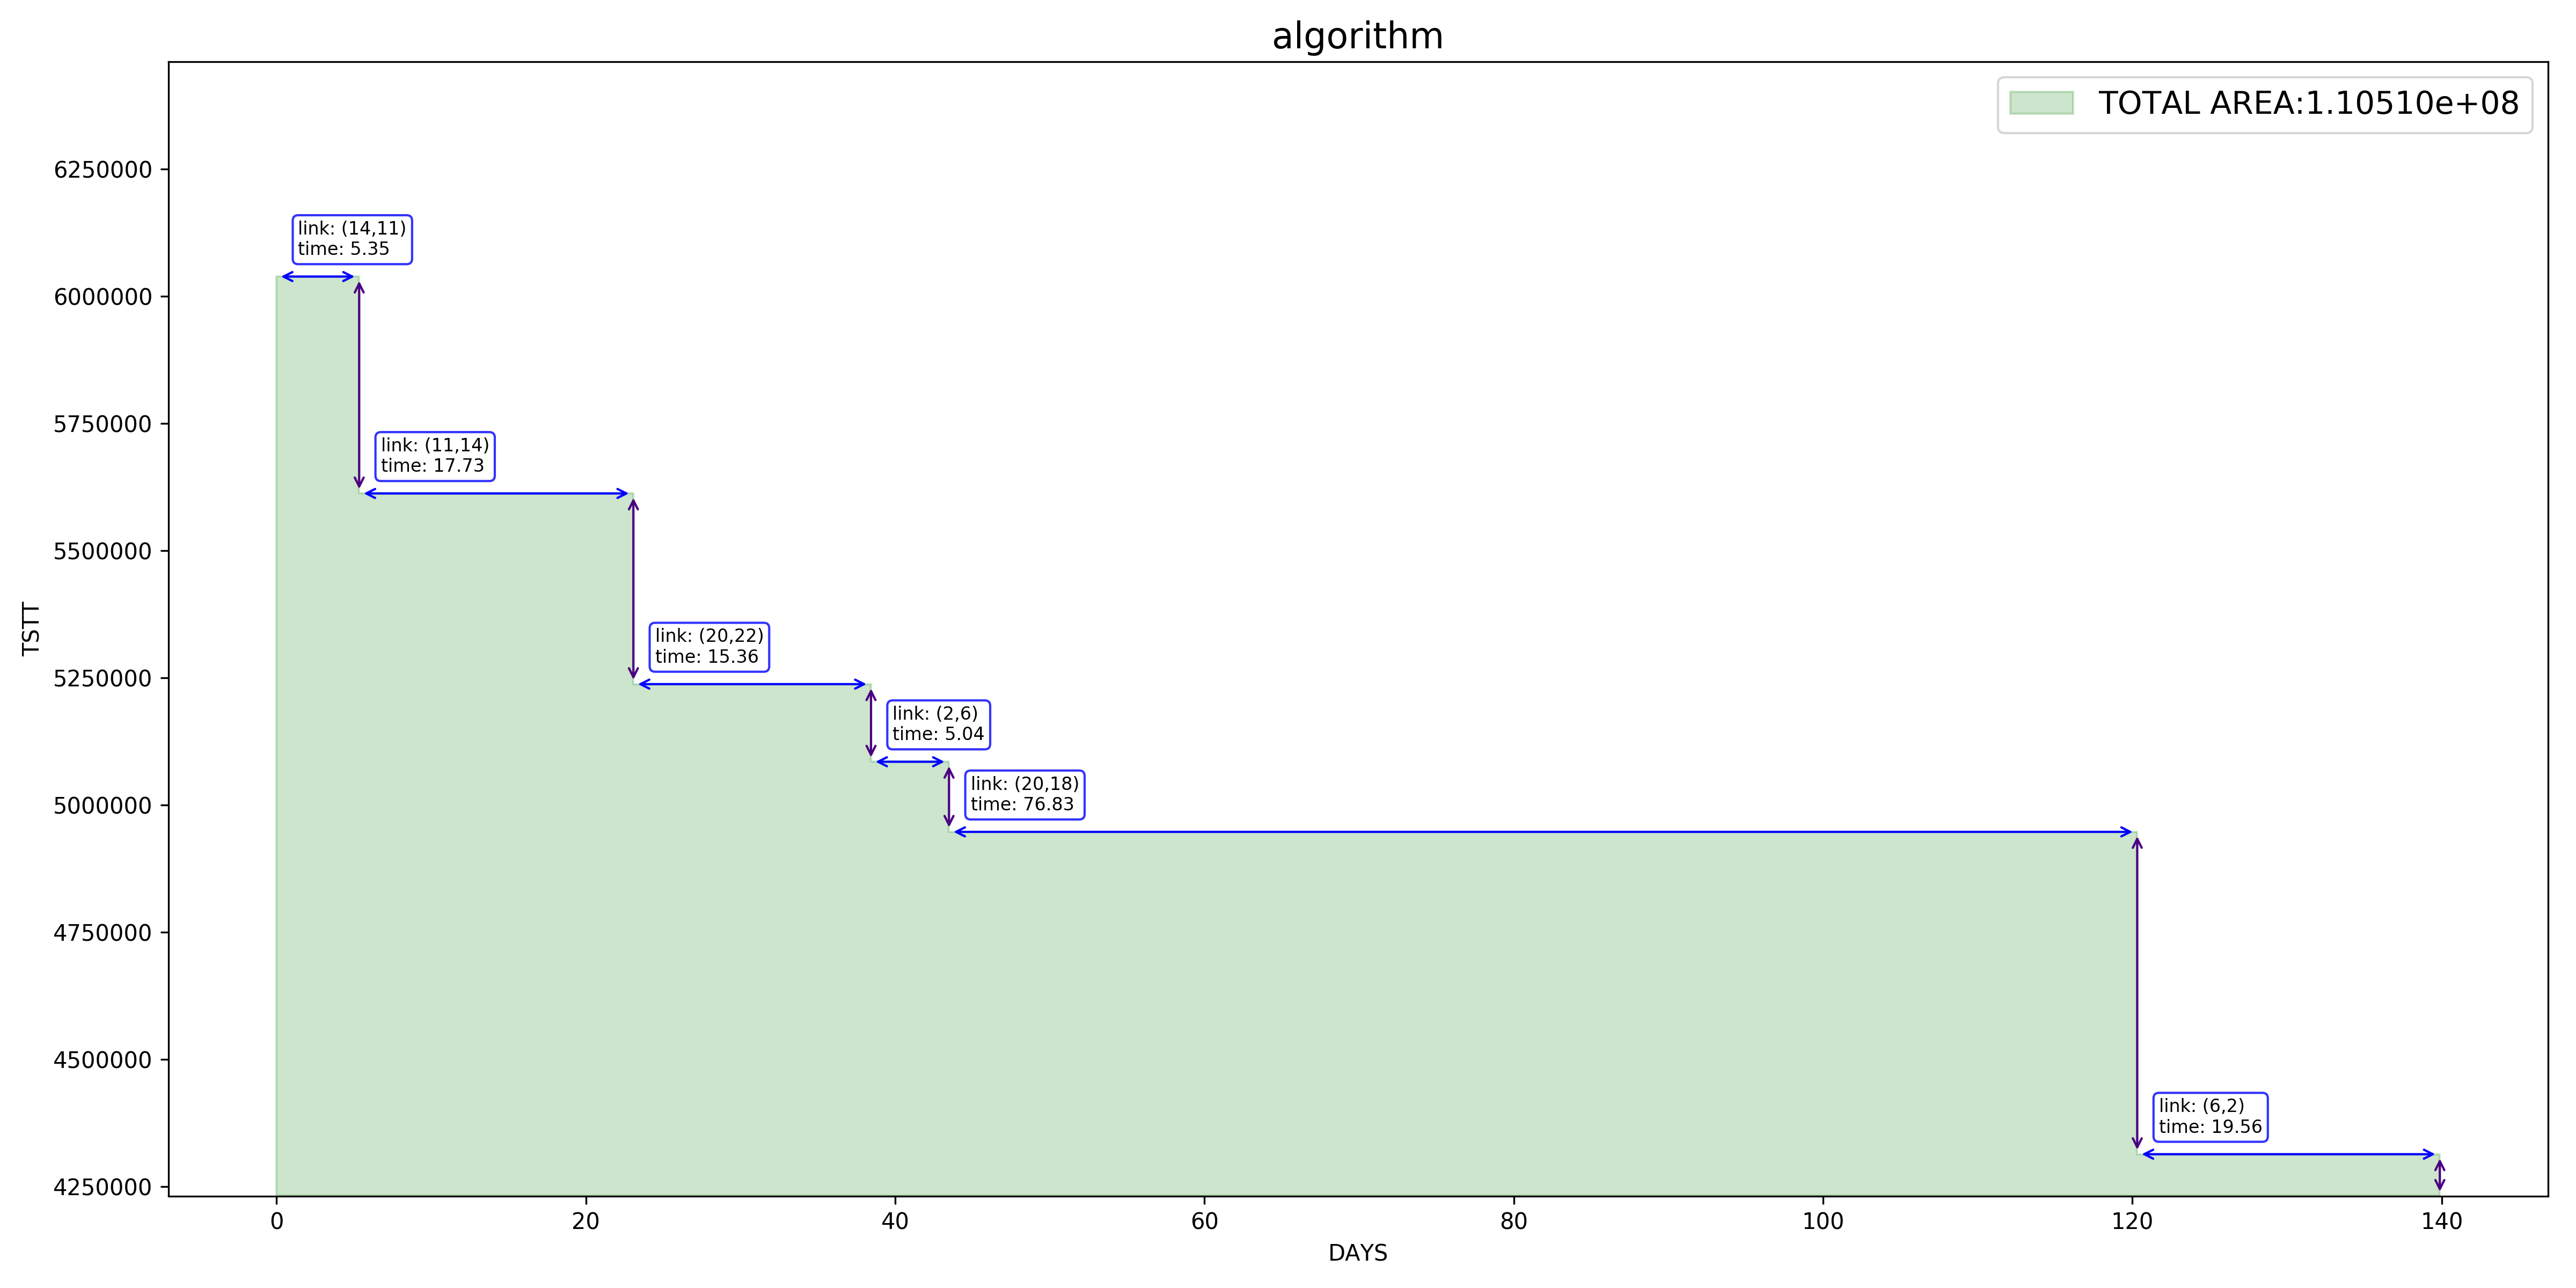 algorithm
TOTAL AREA:1.10510e+08
6250000
6000000
5750000
5500000
5250000
5000000
4750000
4500000
4250000
TSTT
link: (14,11)
time: 5.35
link: (11,14)
time: 17.73
link: (20,22)
time: 15.36
link: (2,6)
time: 5.04
link: (20,18)
time: 76.83
link: (6,2)
time: 19.56
0 20 40 60 80 100 120 140
DAYS